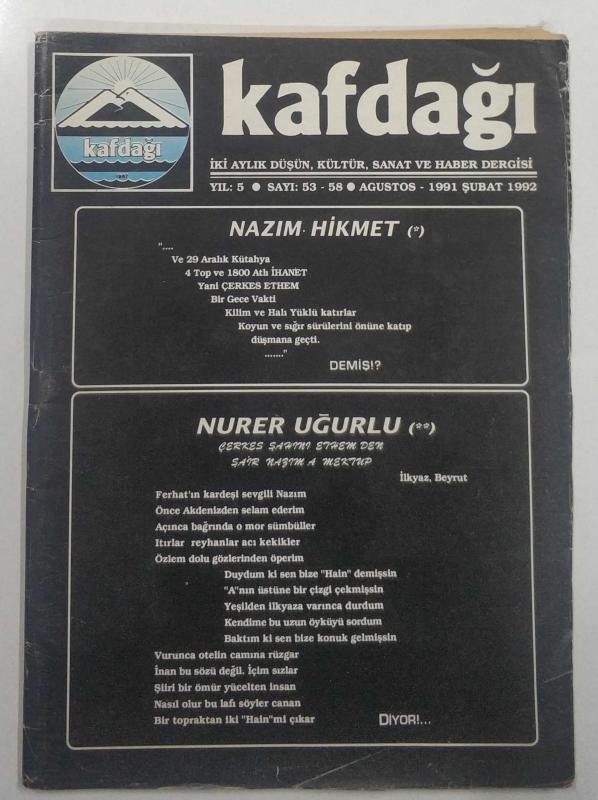 kafdağı
1987
kafdağı
İKİ AYLIK DÜŞÜN, KÜLTÜR, SANAT VE HABER DERGİSİ
YIL: 5 ● SAYI: 53 - 58 ● AGUSTOS - 1991 ŞUBAT 1992
NAZIM HİKMET (*)
"....
Ve 29 Aralık Kütahya
4 Top ve 1800 Atlı İHANET
Yani ÇERKES ETHEM
Bir Gece Vakti
Kilim ve Halı Yüklü katırlar
Koyun ve sığır sürülerini önüne katıp
düşmana geçti.
......."
DEMİŞ!?
NURER UĞURLU (**)
ÇERKES ŞAHINI ETHEM'DEN
ŞAİR NAZIM'A MEKTUP
İlkyaz, Beyrut
Ferhat'ın kardeşi sevgili Nazım
Önce Akdenizden selam ederim
Açınca bağrında o mor sümbüller
Itırlar reyhanlar acı kekikler
Özlem dolu gözlerinden öperim
Duydum ki sen bize "Hain" demişsin
"A"nın üstüne bir çizgi çekmişsin
Yeşilden ilkyaza varınca durdum
Kendime bu uzun öyküyü sordum
Baktım ki sen bize konuk gelmişsin
Vurunca otelin camına rüzgar
İnan bu sözü değil. İçim sızlar
Şiiri bir ömür yücelten insan
Nasıl olur bu lafı söyler canan
Bir topraktan iki "Hain"mi çıkar
DİYOR!...